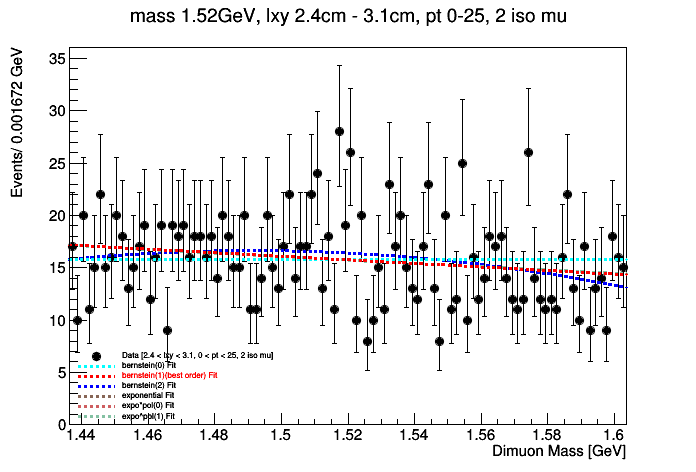 mass 1.52GeV, lxy 2.4cm - 3.1cm, pt 0-25, 2 iso mu
Events/ 0.001672 GeV
35
30
25
20
15
10
5
0
Data [2.4 < lxy < 3.1, 0 < pt < 25, 2 iso mu]
bernstein(0) Fit
bernstein(1)(best order) Fit
bernstein(2) Fit
exponential Fit
expo*pol(0) Fit
expo*pol(1) Fit
1.44 1.46 1.48 1.5 1.52 1.54 1.56 1.58 1.6
Dimuon Mass [GeV]